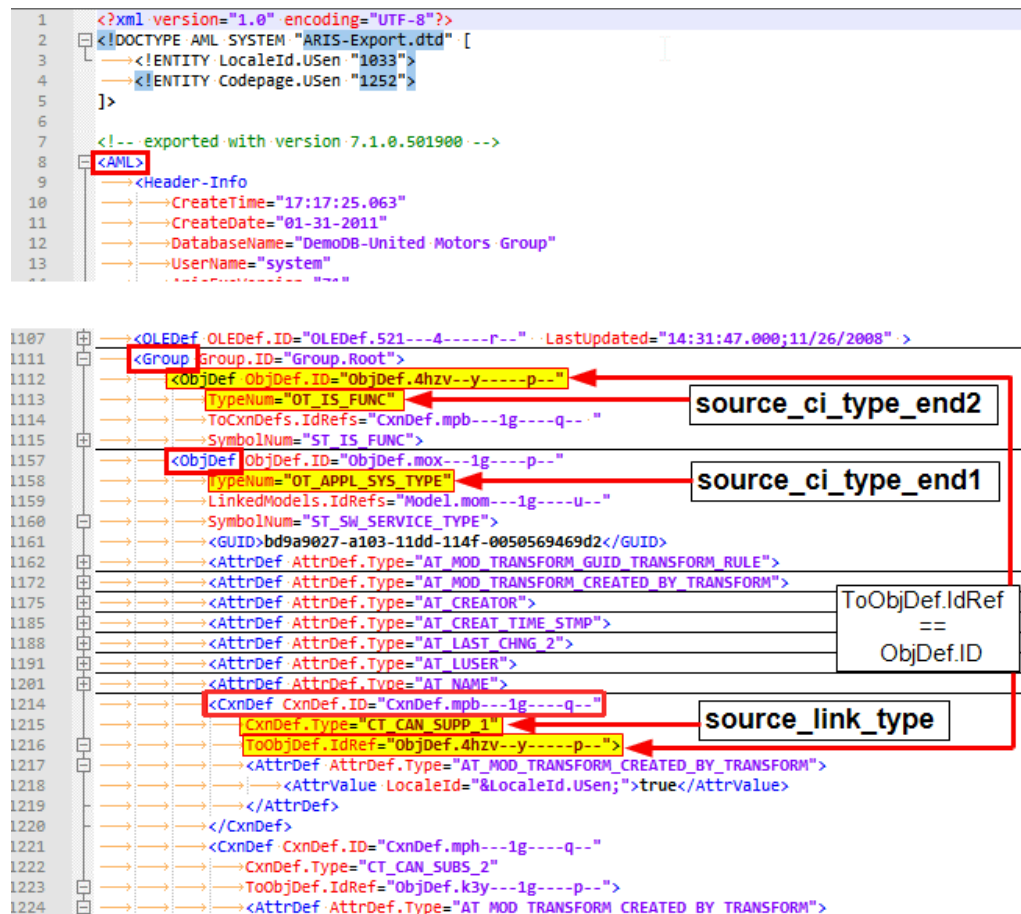 1 <?xml version="1.0" encoding="UTF-8"?>
2 <!DOCTYPE AML SYSTEM "ARIS-Export.dtd" [
3 <!ENTITY LocaleId.USen "1033">
4 <!ENTITY Codepage.USen "1252">
5 ]>
6
7 <!-- exported with version 7.1.0.501900 -->
8 <AML>
9 <Header-Info
10 CreateTime="17:17:25.063"
11 CreateDate="01-31-2011"
12 DatabaseName="DemoDB-United Motors Group"
13 UserName="system"
1107 <OLEDef OLEDef.ID="OLEDef.521---4-----r--" LastUpdated="14:31:47.000;11/26/2008" >
1111 <Group Group.ID="Group.Root">
1112 <ObjDef ObjDef.ID="ObjDef.4hzv--y-----p--"
1113 TypeNum="OT_IS_FUNC"
source_ci_type_end2
1114 ToCxnDefs.IdRefs="CxnDef.mpb---1g----q-- "
1115 SymbolNum="ST_IS_FUNC">
1157 <ObjDef ObjDef.ID="ObjDef.mox---1g----p--"
1158 TypeNum="OT_APPL_SYS_TYPE"
source_ci_type_end1
1159 LinkedModels.IdRefs="Model.mom---1g----u--"
1160 SymbolNum="ST_SW_SERVICE_TYPE">
1161 <GUID>bd9a9027-a103-11dd-114f-0050569469d2</GUID>
1162 <AttrDef AttrDef.Type="AT_MOD_TRANSFORM_GUID_TRANSFORM_RULE">
1172 <AttrDef AttrDef.Type="AT_MOD_TRANSFORM_CREATED_BY_TRANSFORM">
1175 <AttrDef AttrDef.Type="AT_CREATOR">
1185 <AttrDef AttrDef.Type="AT_CREAT_TIME_STMP">
1188 <AttrDef AttrDef.Type="AT_LAST_CHNG_2">
1191 <AttrDef AttrDef.Type="AT_LUSER">
1201 <AttrDef AttrDef.Type="AT_NAME">
ToObjDef.IdRef
==
ObjDef.ID
1214 <CxnDef CxnDef.ID="CxnDef.mpb---1g----q--"
1215 CxnDef.Type="CT_CAN_SUPP_1"
source_link_type
1216 ToObjDef.IdRef="ObjDef.4hzv--y-----p--">
1217 <AttrDef AttrDef.Type="AT_MOD_TRANSFORM_CREATED_BY_TRANSFORM">
1218 <AttrValue LocaleId="&LocaleId.USen;">true</AttrValue>
1219 </AttrDef>
1220 </CxnDef>
1221 <CxnDef CxnDef.ID="CxnDef.mph---1g----q--"
1222 CxnDef.Type="CT_CAN_SUBS_2"
1223 ToObjDef.IdRef="ObjDef.k3y---1g----p--">
1224 <AttrDef AttrDef.Type="AT_MOD_TRANSFORM_CREATED_BY_TRANSFORM">